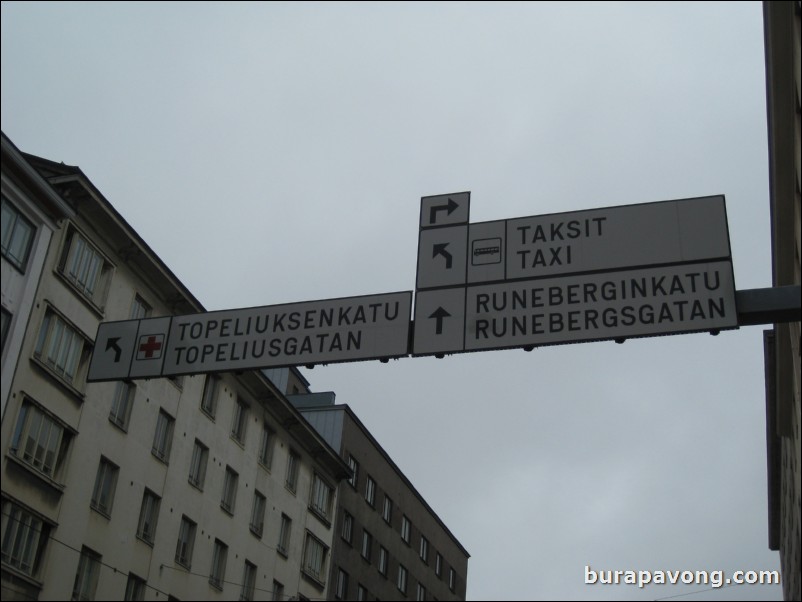 TOPELIUKSENKATU
TOPELIUSGATAN
TAKSIT
TAXI
RUNEBERGINKATU
RUNEBERGSGATAN
burapavong.com